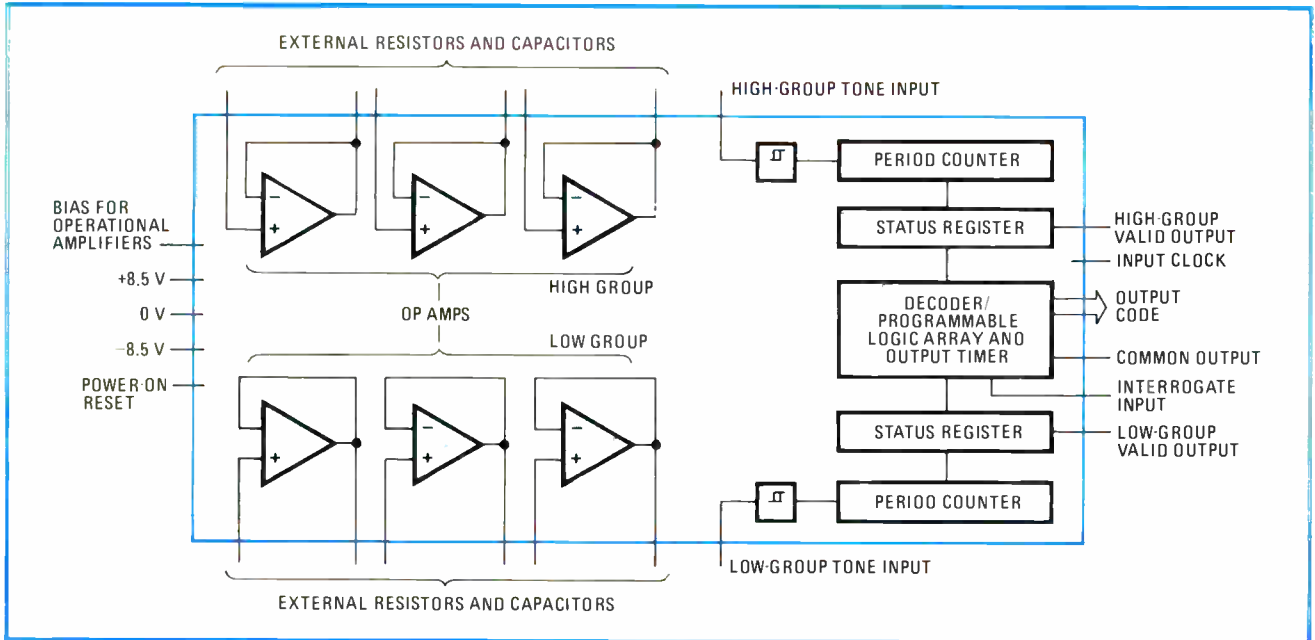 EXTERNAL RESISTORS AND CAPACITORS
HIGH-GROUP TONE INPUT
PERIOD COUNTER
BIAS FOR
OPERATIONAL
AMPLIFIERS
+8.5 V
0 V
-8.5 V
POWER-ON
RESET
STATUS REGISTER
HIGH-GROUP
VALID OUTPUT
INPUT CLOCK
HIGH GROUP
OP AMPS
LOW GROUP
DECODER/
PROGRAMMABLE
LOGIC ARRAY AND
OUTPUT TIMER
OUTPUT
CODE
COMMON OUTPUT
INTERROGATE
INPUT
STATUS REGISTER
LOW-GROUP
VALID OUTPUT
PERIOD COUNTER
LOW-GROUP TONE INPUT
EXTERNAL RESISTORS AND CAPACITORS